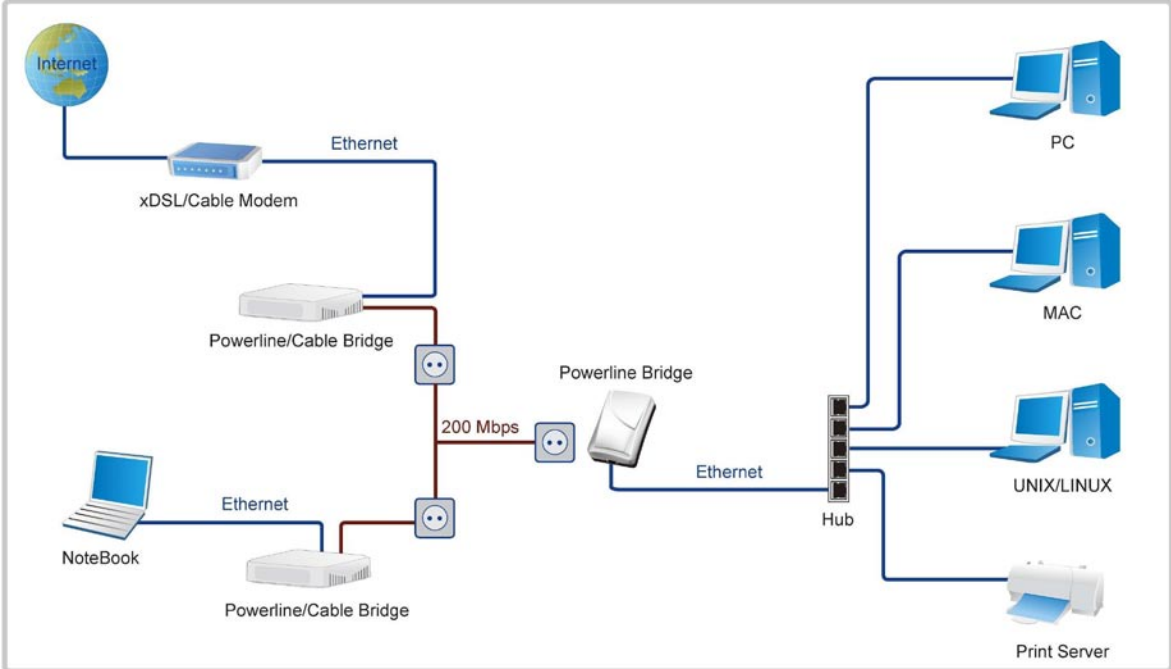 Internet
Ethernet
xDSL/Cable Modem
PC
Powerline/Cable Bridge
MAC
Powerline Bridge
200 Mbps
Ethernet
UNIX/LINUX
Hub
Ethernet
NoteBook
Powerline/Cable Bridge
Print Server